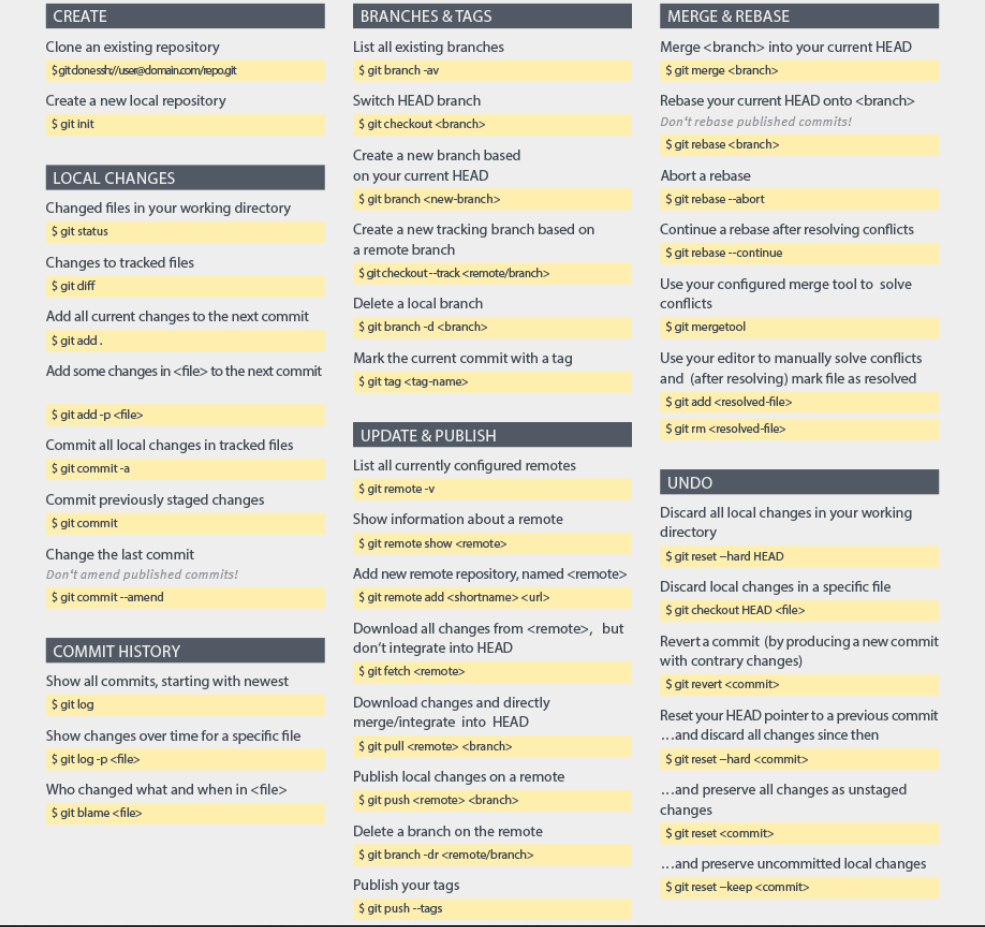 CREATE
Clone an existing repository
$ git clone ssh://user@domain.com/repo.git
Create a new local repository
$ git init
LOCAL CHANGES
Changed files in your working directory
$ git status
Changes to tracked files
$ git diff
Add all current changes to the next commit
$ git add .
Add some changes in <file> to the next commit
$ git add -p <file>
Commit all local changes in tracked files
$ git commit -a
Commit previously staged changes
$ git commit
Change the last commit
Don't amend published commits!
$ git commit --amend
COMMIT HISTORY
Show all commits, starting with newest
$ git log
Show changes over time for a specific file
$ git log -p <file>
Who changed what and when in <file>
$ git blame <file>
BRANCHES & TAGS
List all existing branches
$ git branch -av
Switch HEAD branch
$ git checkout <branch>
Create a new branch based
on your current HEAD
$ git branch <new-branch>
Create a new tracking branch based on
a remote branch
$ git checkout --track <remote/branch>
Delete a local branch
$ git branch -d <branch>
Mark the current commit with a tag
$ git tag <tag-name>
UPDATE & PUBLISH
List all currently configured remotes
$ git remote -v
Show information about a remote
$ git remote show <remote>
Add new remote repository, named <remote>
$ git remote add <shortname> <url>
Download all changes from <remote>, but
don't integrate into HEAD
$ git fetch <remote>
Download changes and directly
merge/integrate into HEAD
$ git pull <remote> <branch>
Publish local changes on a remote
$ git push <remote> <branch>
Delete a branch on the remote
$ git branch -dr <remote/branch>
Publish your tags
$ git push --tags
MERGE & REBASE
Merge <branch> into your current HEAD
$ git merge <branch>
Rebase your current HEAD onto <branch>
Don't rebase published commits!
$ git rebase <branch>
Abort a rebase
$ git rebase --abort
Continue a rebase after resolving conflicts
$ git rebase --continue
Use your configured merge tool to solve
conflicts
$ git mergetool
Use your editor to manually solve conflicts
and (after resolving) mark file as resolved
$ git add <resolved-file>
$ git rm <resolved-file>
UNDO
Discard all local changes in your working
directory
$ git reset --hard HEAD
Discard local changes in a specific file
$ git checkout HEAD <file>
Revert a commit (by producing a new commit
with contrary changes)
$ git revert <commit>
Reset your HEAD pointer to a previous commit
…and discard all changes since then
$ git reset --hard <commit>
…and preserve all changes as unstaged
changes
$ git reset <commit>
…and preserve uncommitted local changes
$ git reset --keep <commit>